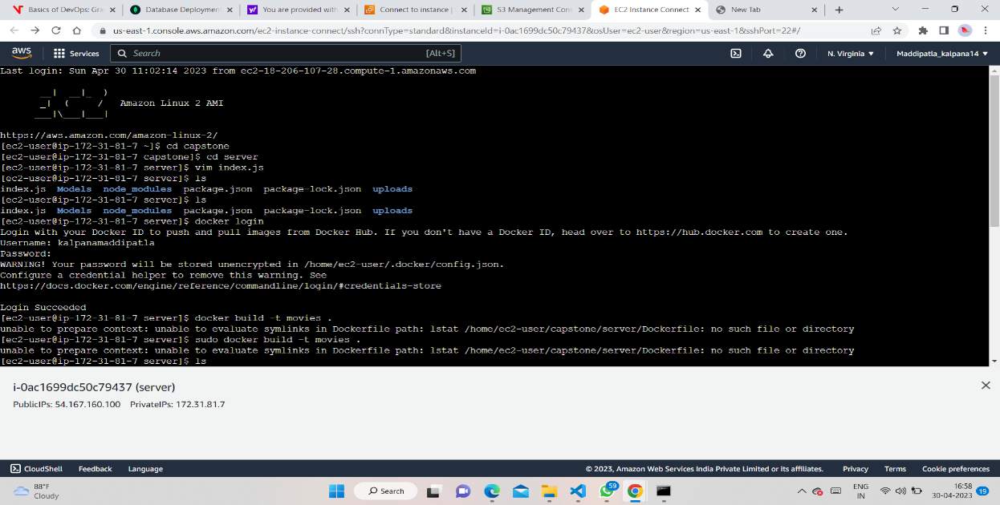 Basics of DevOps: Gra
Database Deployment
You are provided with
Connect to instance |
S3 Management Cons
EC2 Instance Connect
New Tab
us-east-1.console.aws.amazon.com/ec2-instance-connect/ssh?connType=standard&instanceId=i-0ac1699dc50c79437&osUser=ec2-user&region=us-east-1&sshPort=22#/
aws Services Search [Alt+S] N. Virginia Maddipatla_kalpana14
Last login: Sun Apr 30 11:02:14 2023 from ec2-18-206-107-28.compute-1.amazonaws.com
__| __|_ )
_| ( / Amazon Linux 2 AMI
___|\___|___|
https://aws.amazon.com/amazon-linux-2/
[ec2-user@ip-172-31-81-7 ~]$ cd capstone
[ec2-user@ip-172-31-81-7 capstone]$ cd server
[ec2-user@ip-172-31-81-7 server]$ vim index.js
[ec2-user@ip-172-31-81-7 server]$ ls
index.js Models node_modules package.json package-lock.json uploads
[ec2-user@ip-172-31-81-7 server]$ ls
index.js Models node_modules package.json package-lock.json uploads
[ec2-user@ip-172-31-81-7 server]$ docker login
Login with your Docker ID to push and pull images from Docker Hub. If you don't have a Docker ID, head over to https://hub.docker.com to create one.
Username: kalpanamaddipatla
Password:
WARNING! Your password will be stored unencrypted in /home/ec2-user/.docker/config.json.
Configure a credential helper to remove this warning. See
https://docs.docker.com/engine/reference/commandline/login/#credentials-store
Login Succeeded
[ec2-user@ip-172-31-81-7 server]$ docker build -t movies .
unable to prepare context: unable to evaluate symlinks in Dockerfile path: lstat /home/ec2-user/capstone/server/Dockerfile: no such file or directory
[ec2-user@ip-172-31-81-7 server]$ sudo docker build -t movies .
unable to prepare context: unable to evaluate symlinks in Dockerfile path: lstat /home/ec2-user/capstone/server/Dockerfile: no such file or directory
[ec2-user@ip-172-31-81-7 server]$ ls
i-0ac1699dc50c79437 (server)
PublicIPs: 54.167.160.100 PrivateIPs: 172.31.81.7
CloudShell Feedback Language © 2023, Amazon Web Services India Private Limited or its affiliates. Privacy Terms Cookie preferences
88°F
Cloudy
Search
59
ENG
IN
16:58
30-04-2023
19